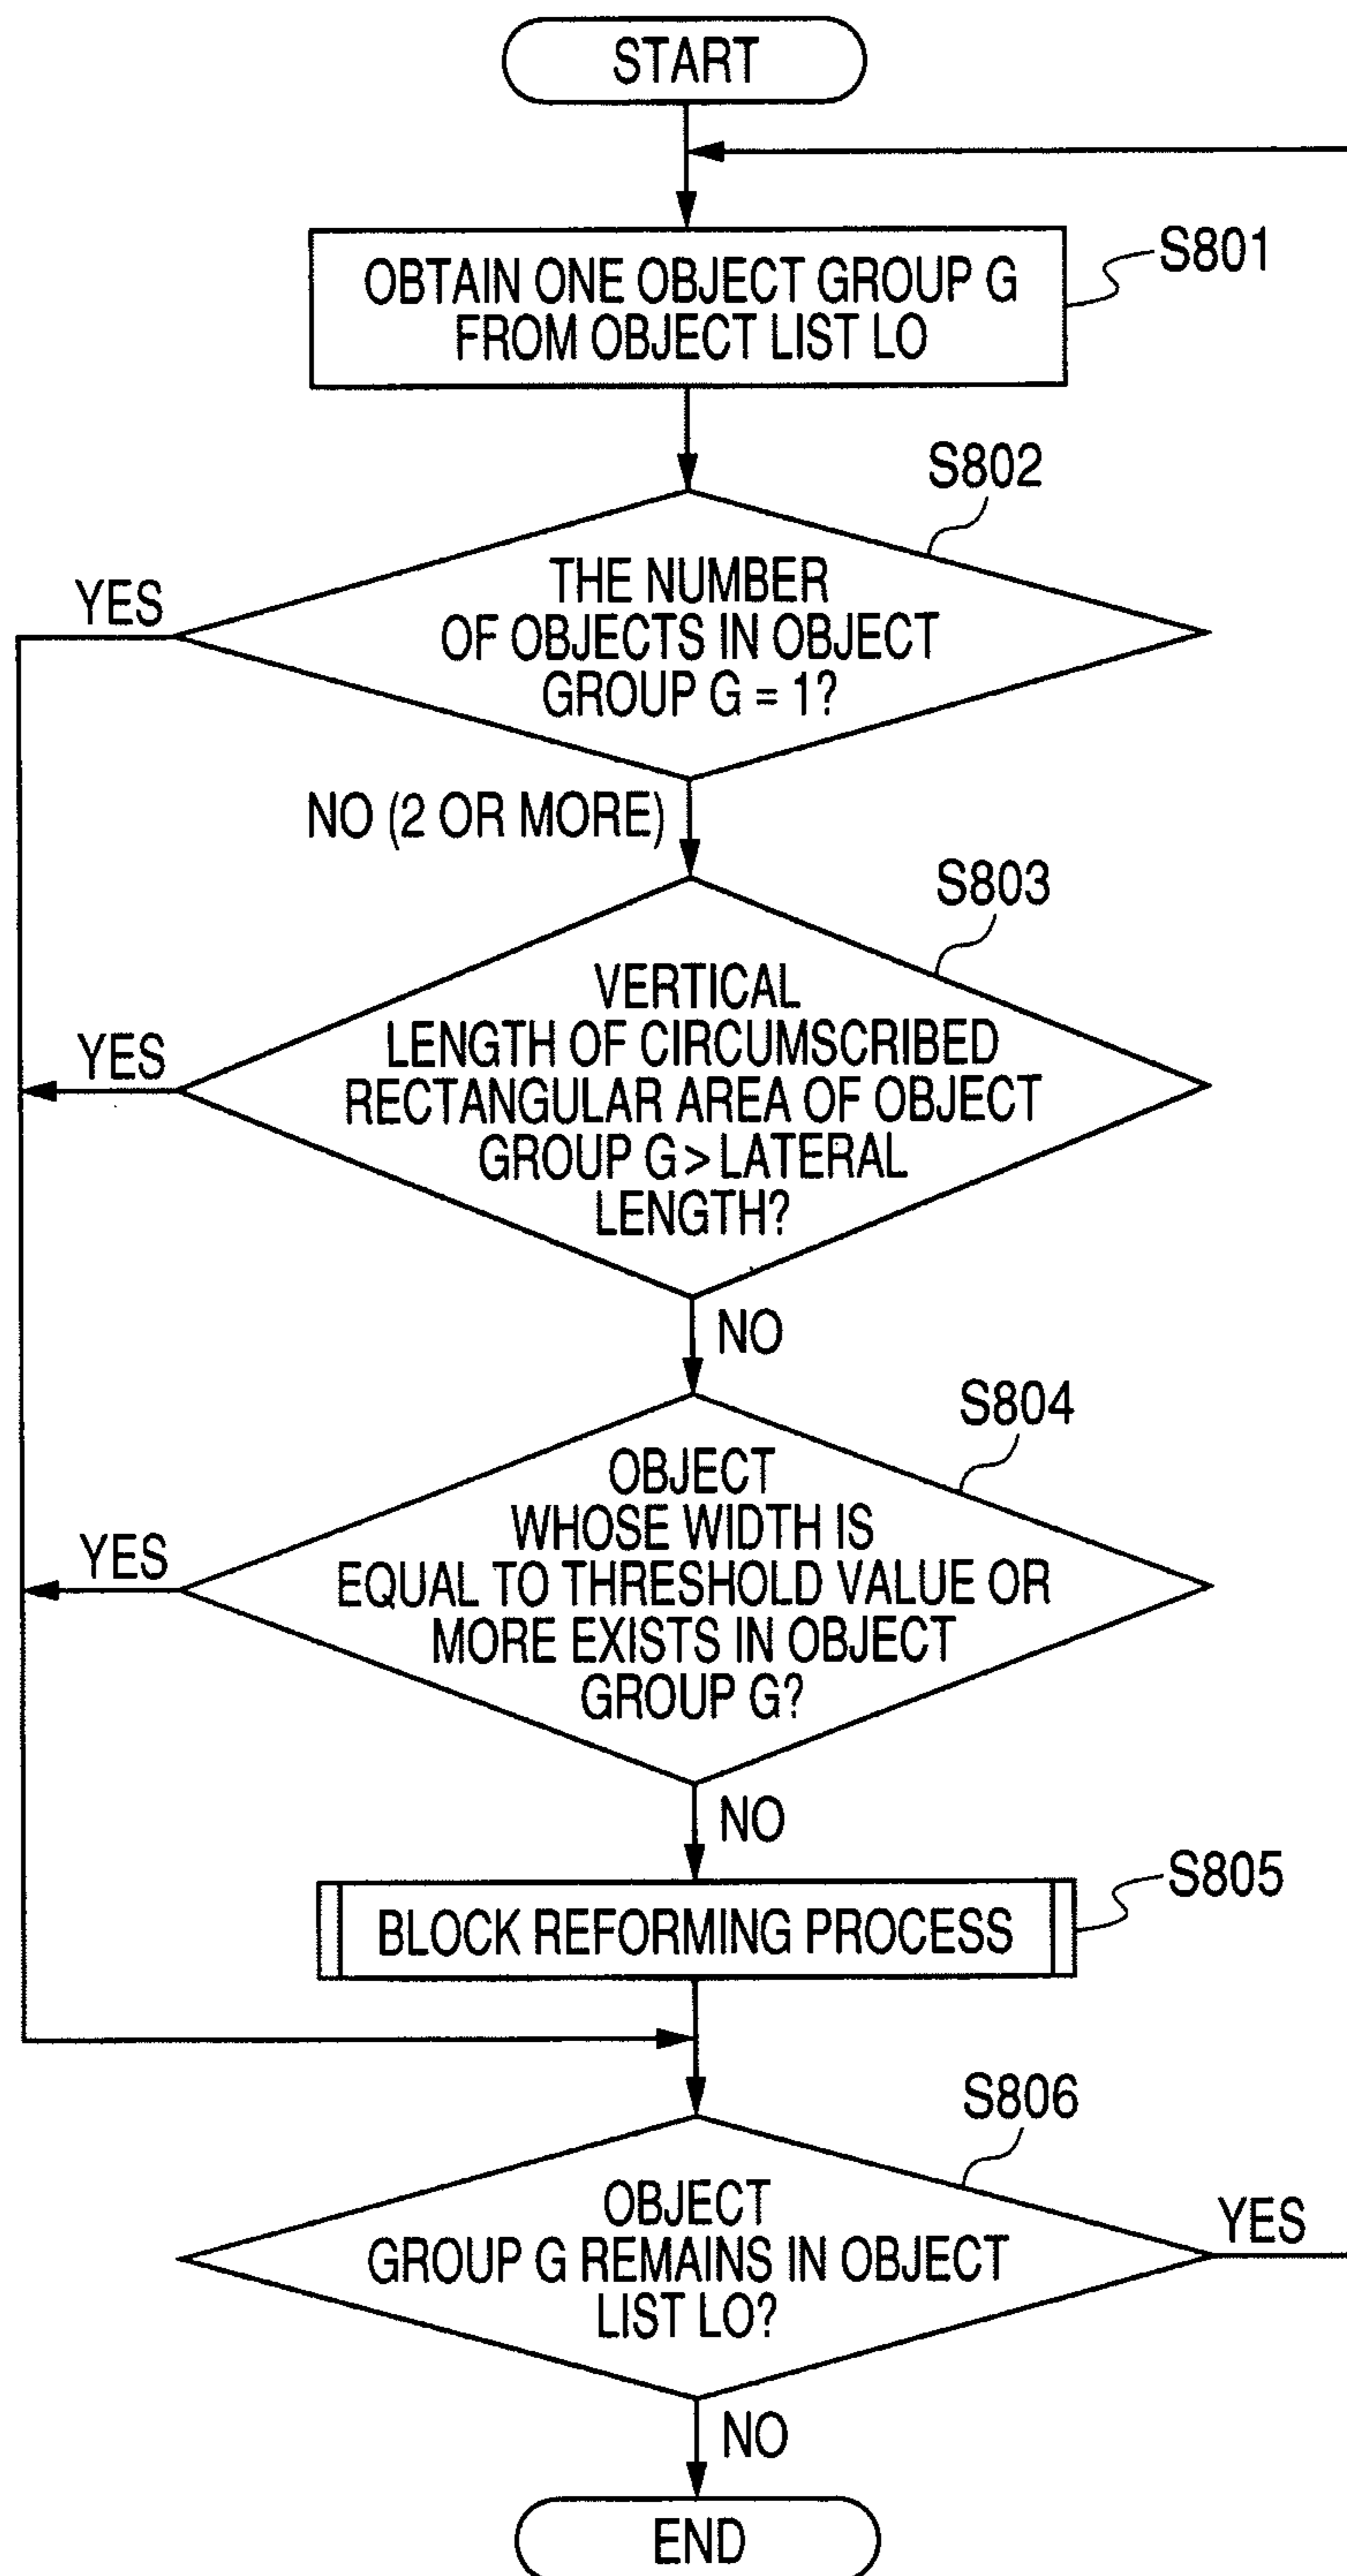 START
OBTAIN ONE OBJECT GROUP G
FROM OBJECT LIST LO
S801
S802
THE NUMBER
OF OBJECTS IN OBJECT
GROUP G = 1?
YES
NO (2 OR MORE)
S803
VERTICAL
LENGTH OF CIRCUMSCRIBED
RECTANGULAR AREA OF OBJECT
GROUP G > LATERAL
LENGTH?
YES
NO
S804
OBJECT
WHOSE WIDTH IS
EQUAL TO THRESHOLD VALUE OR
MORE EXISTS IN OBJECT
GROUP G?
YES
NO
S805
BLOCK REFORMING PROCESS
S806
OBJECT
GROUP G REMAINS IN OBJECT
LIST LO?
YES
NO
END